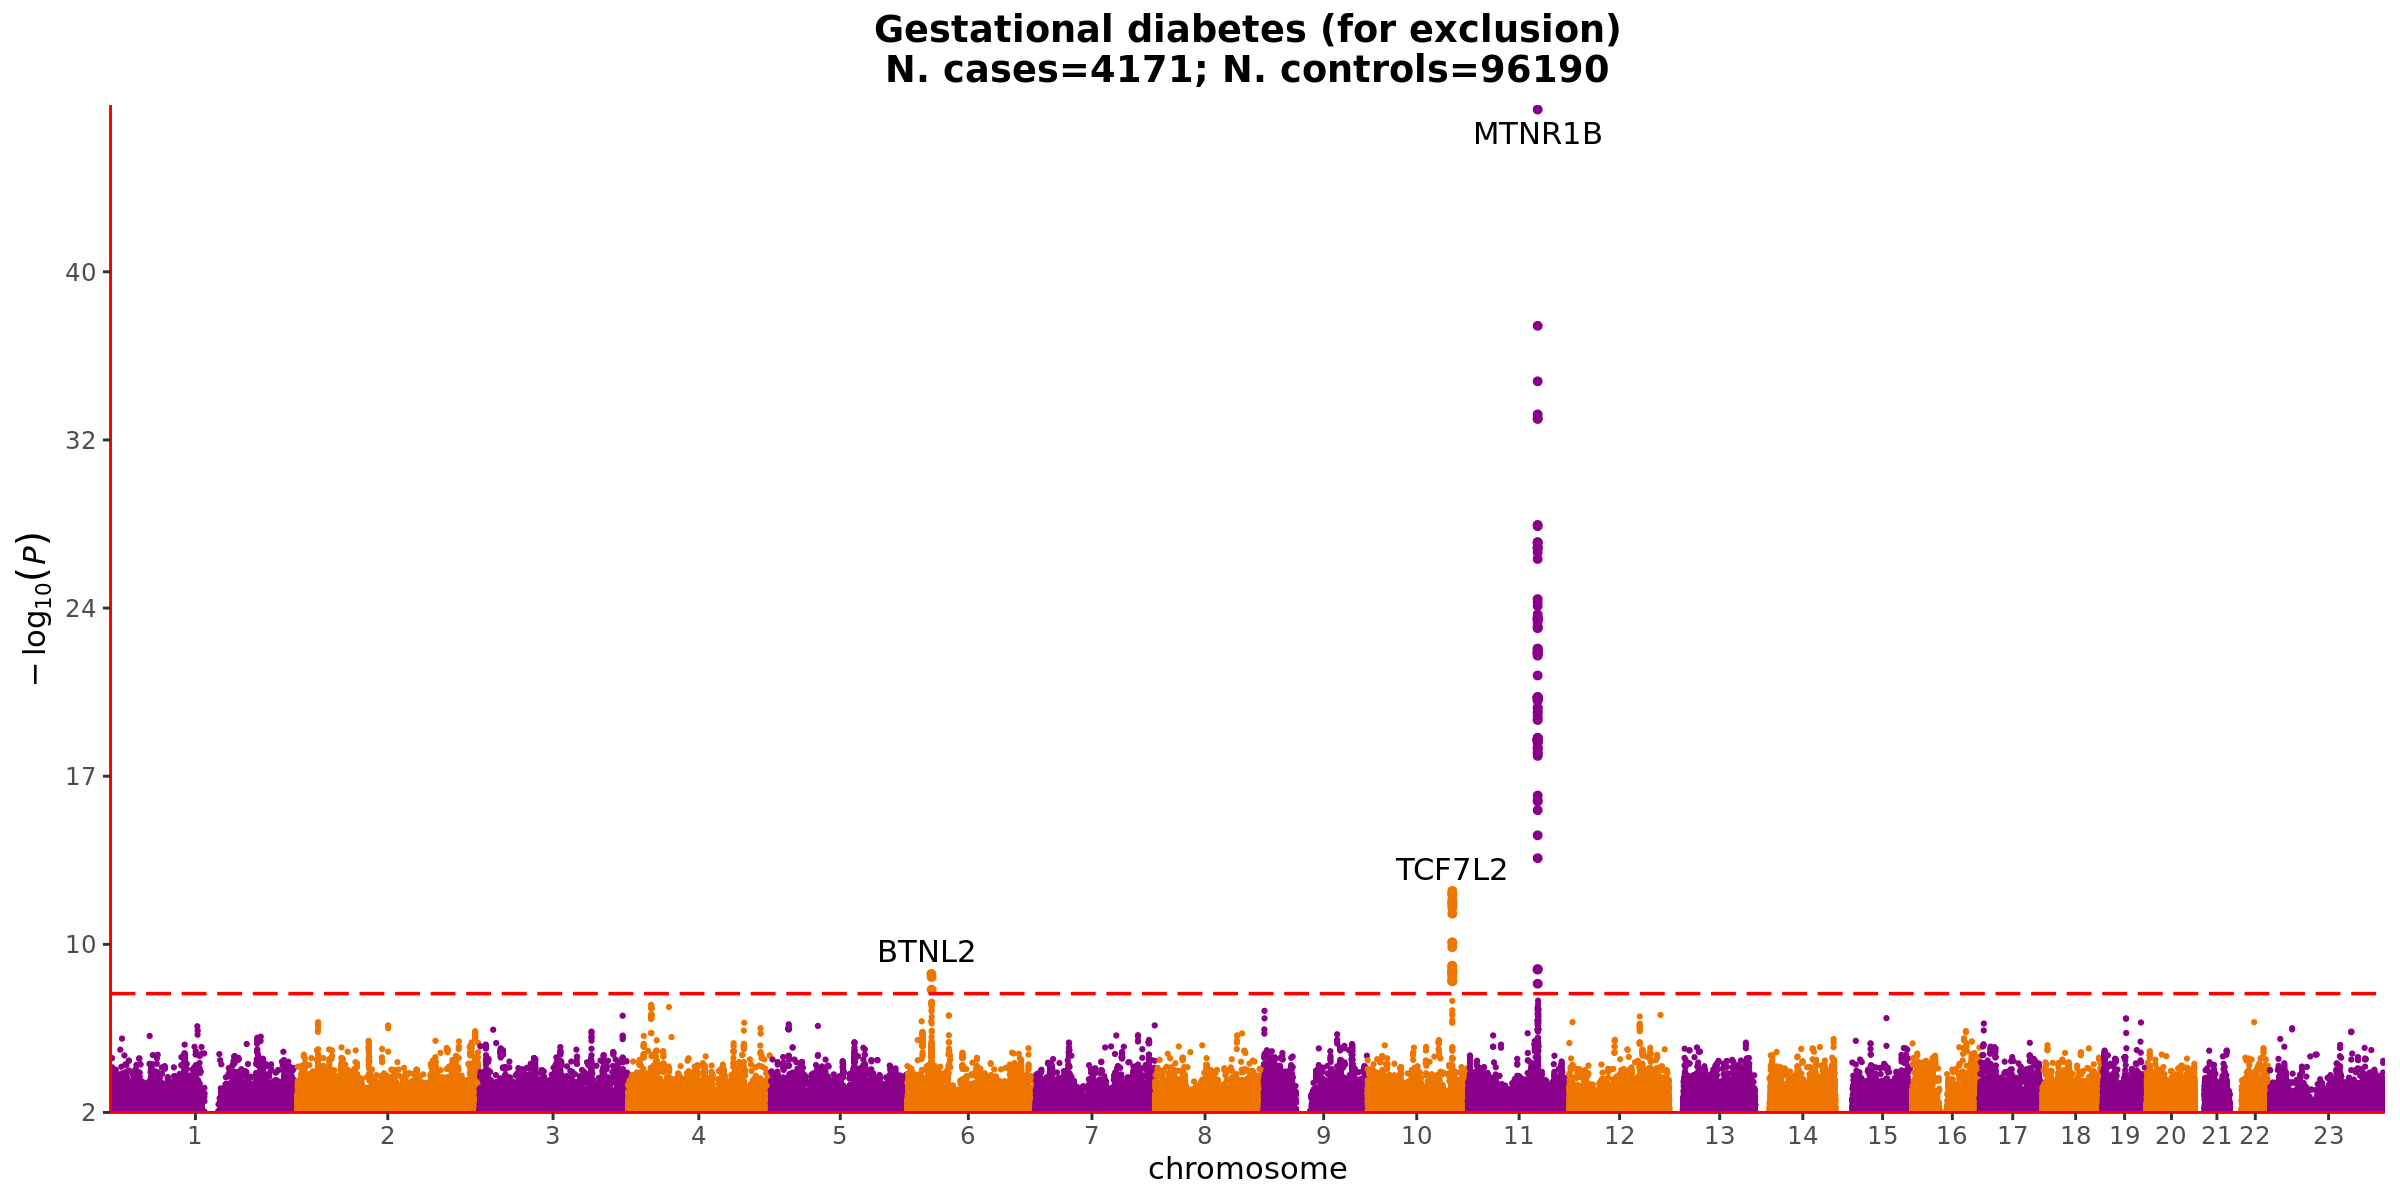 Gestational diabetes (for exclusion)
N. cases=4171; N. controls=96190
MTNR1B
TCF7L2
BTNL2
− log10(P)
40
32
24
17
10
2
1 2 3 4 5 6 7 8 9 10 11 12 13 14 15 16 17 18 19 20 21 22 23
chromosome